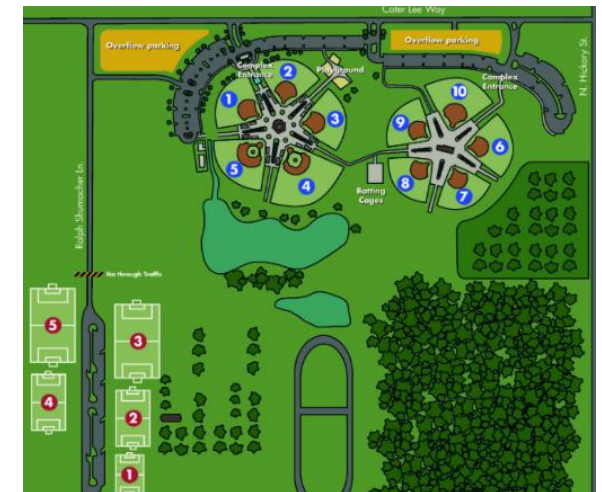 Cater Lee Way
Overflow parking
Overflow parking
N. Hickory St.
Complex
Entrance
2
Playground
Complex
Entrance
1
10
3
9
6
5
4
8
7
Batting
Cages
Ralph Shumacher Ln.
No through Traffic
5
3
4
2
1